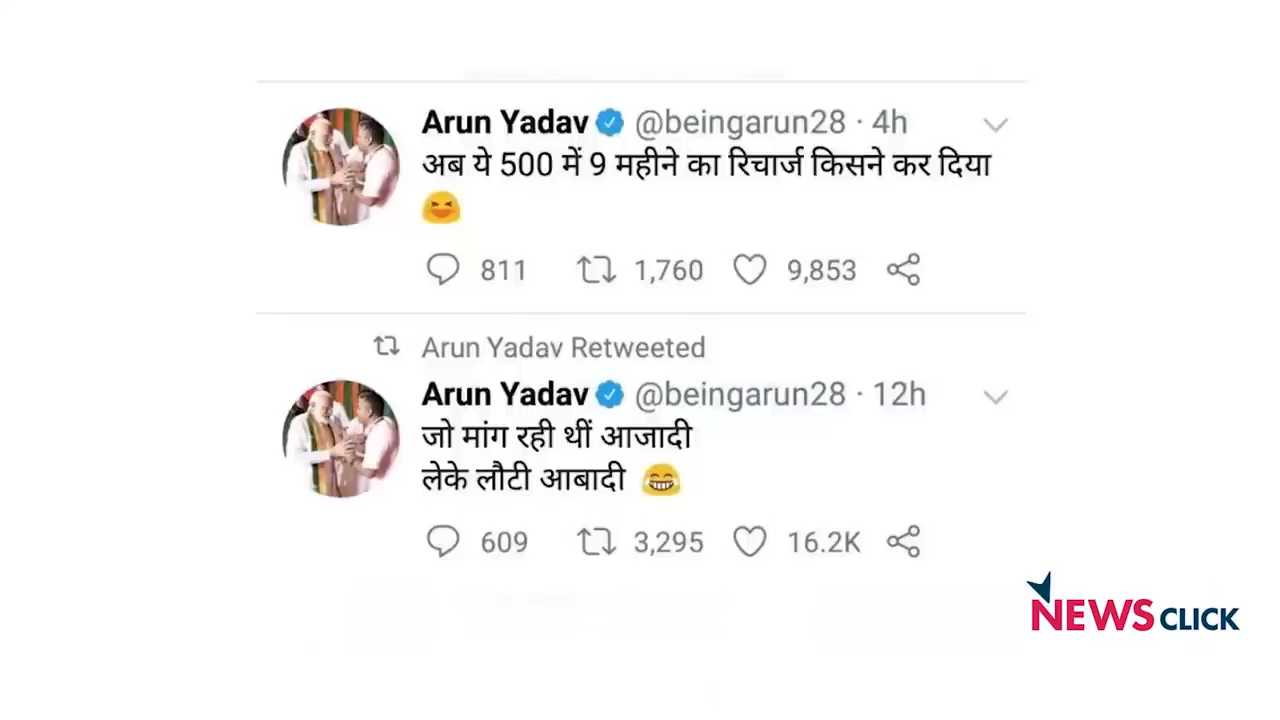 Arun Yadav @beingarun28 · 4h
अब ये 500 में 9 महीने का रिचार्ज किसने कर दिया
😆
811 1,760 9,853
Arun Yadav Retweeted
Arun Yadav @beingarun28 · 12h
जो मांग रही थीं आजादी
लेके लौटी आबादी 😂
609 3,295 16.2K
NEWS CLICK